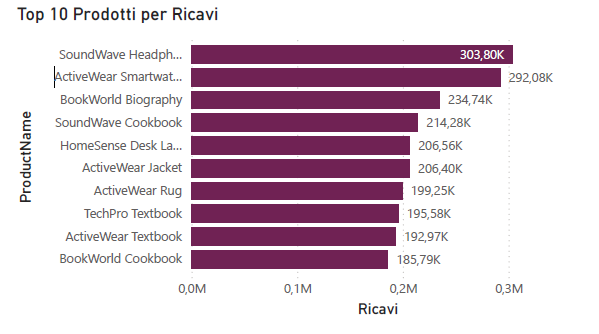 Top 10 Prodotti per Ricavi
ProductName
SoundWave Headph... 303,80K
ActiveWear Smartwat... 292,08K
BookWorld Biography 234,74K
SoundWave Cookbook 214,28K
HomeSense Desk La... 206,56K
ActiveWear Jacket 206,40K
ActiveWear Rug 199,25K
TechPro Textbook 195,58K
ActiveWear Textbook 192,97K
BookWorld Cookbook 185,79K
0,0M 0,1M 0,2M 0,3M
Ricavi